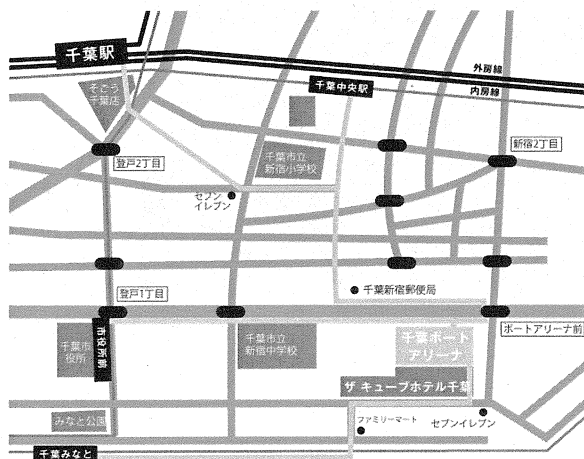 千葉駅
外房線
内房線
そごう
千葉店
千葉中央駅
新宿2丁目
登戸2丁目
千葉市立
新宿小学校
セブン
イレブン
千葉新宿郵便局
登戸1丁目
ポートアリーナ前
千葉市
役所
市役所前
千葉市立
新宿中学校
千葉ポート
アリーナ
ザ キューブホテル千葉
みなと公園
ファミリーマート
セブンイレブン
千葉みなと